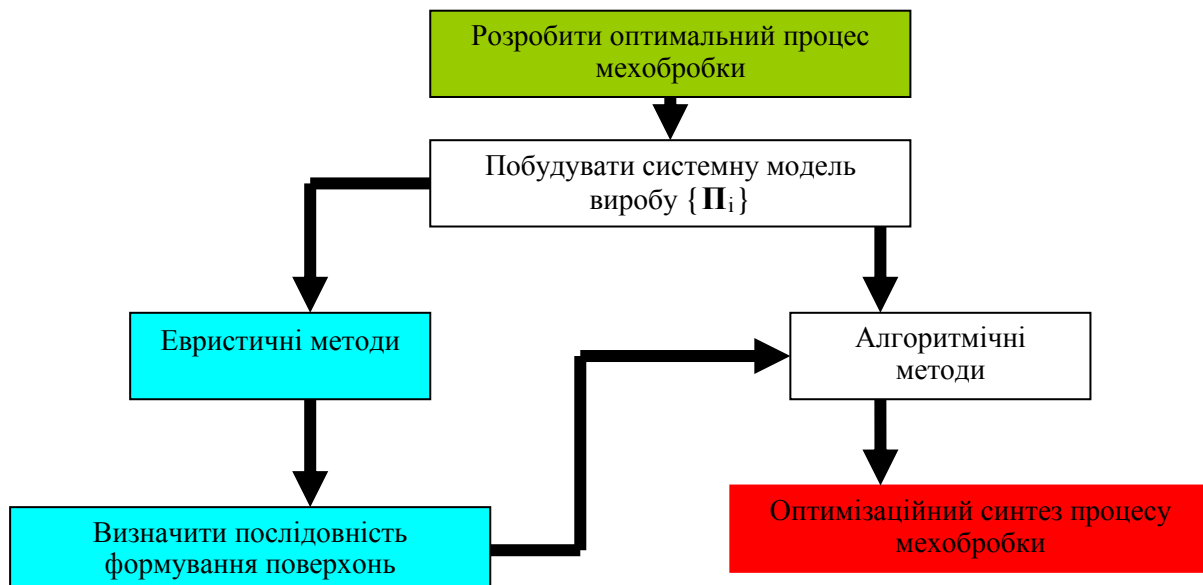 Розробити оптимальний процес
мехобробки
Побудувати системну модель
виробу {Пi}
Евристичні методи
Алгоритмічні
методи
Визначити послідовність
формування поверхонь
Оптимізаційний синтез процесу
мехобробки